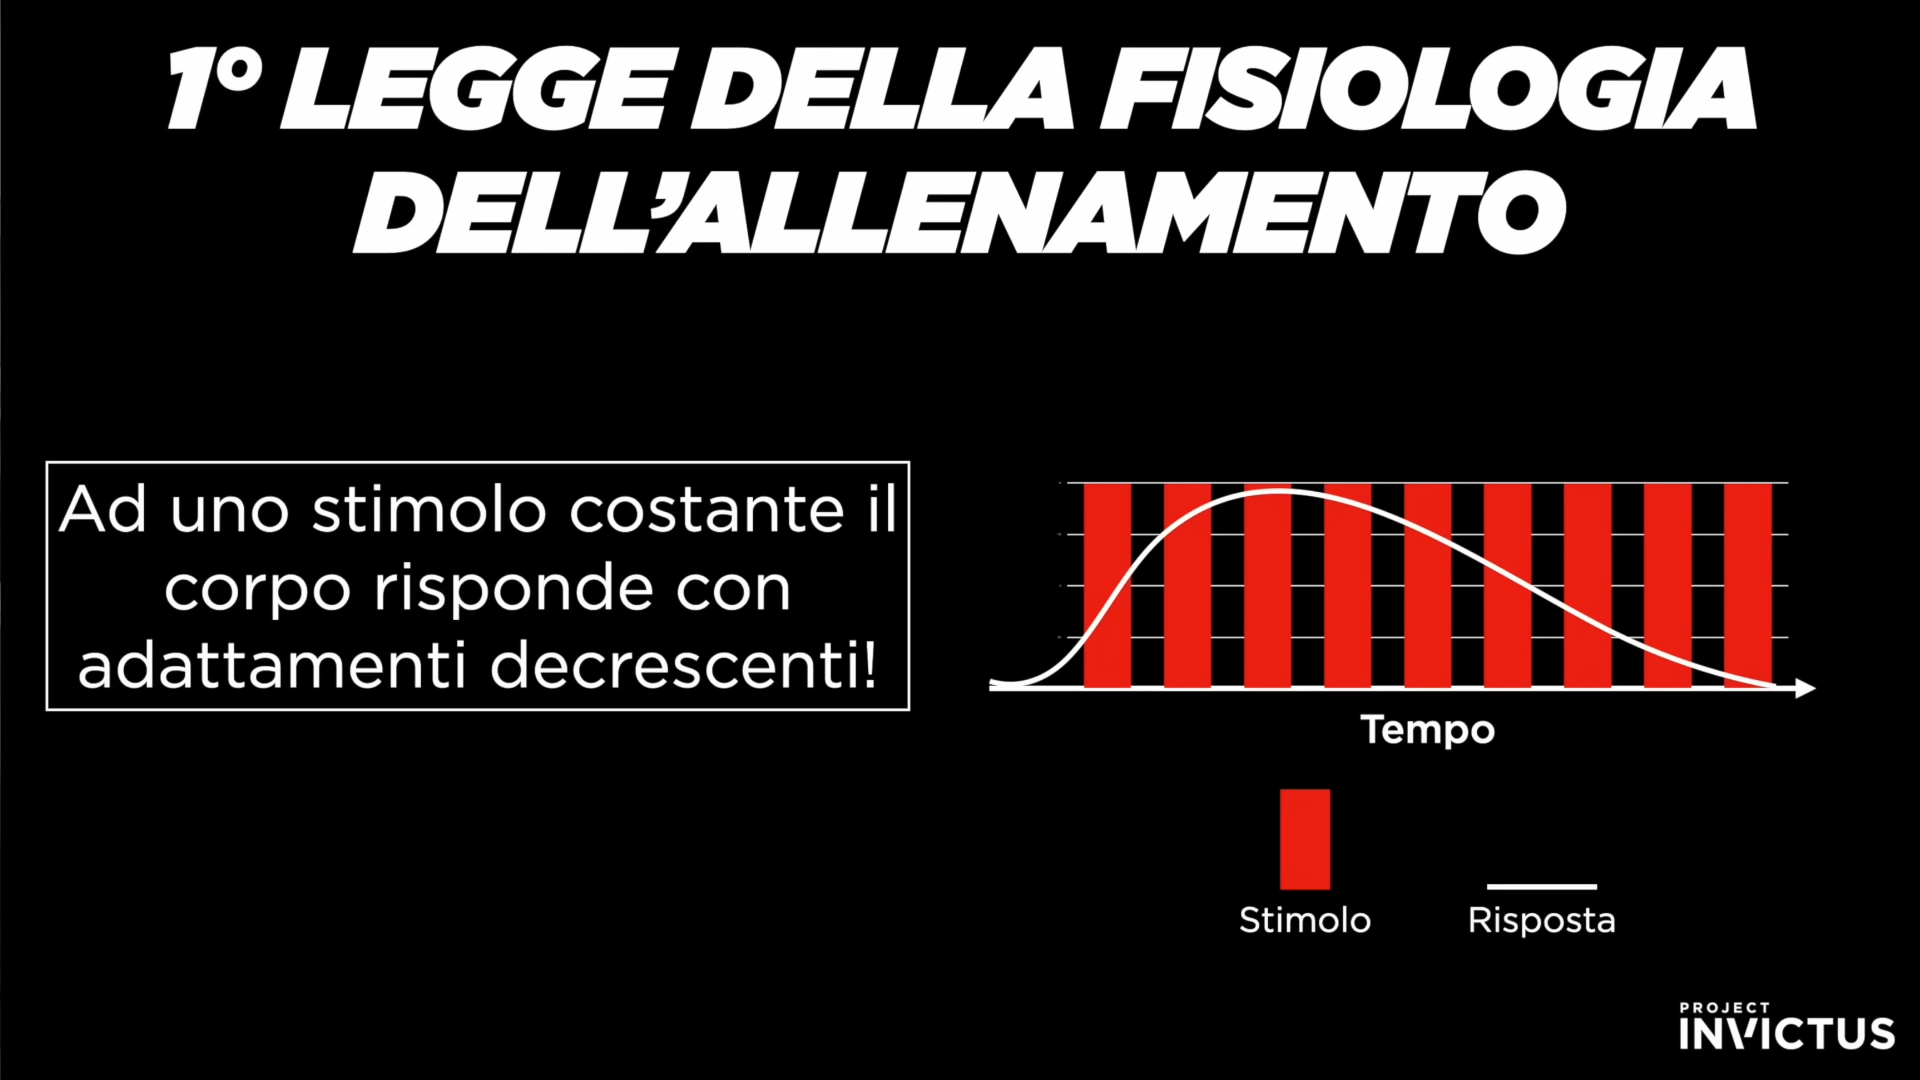 1° LEGGE DELLA FISIOLOGIA
DELL'ALLENAMENTO
Ad uno stimolo costante il
corpo risponde con
adattamenti decrescenti!
Tempo
Stimolo
Risposta
PROJECT
INVICTUS